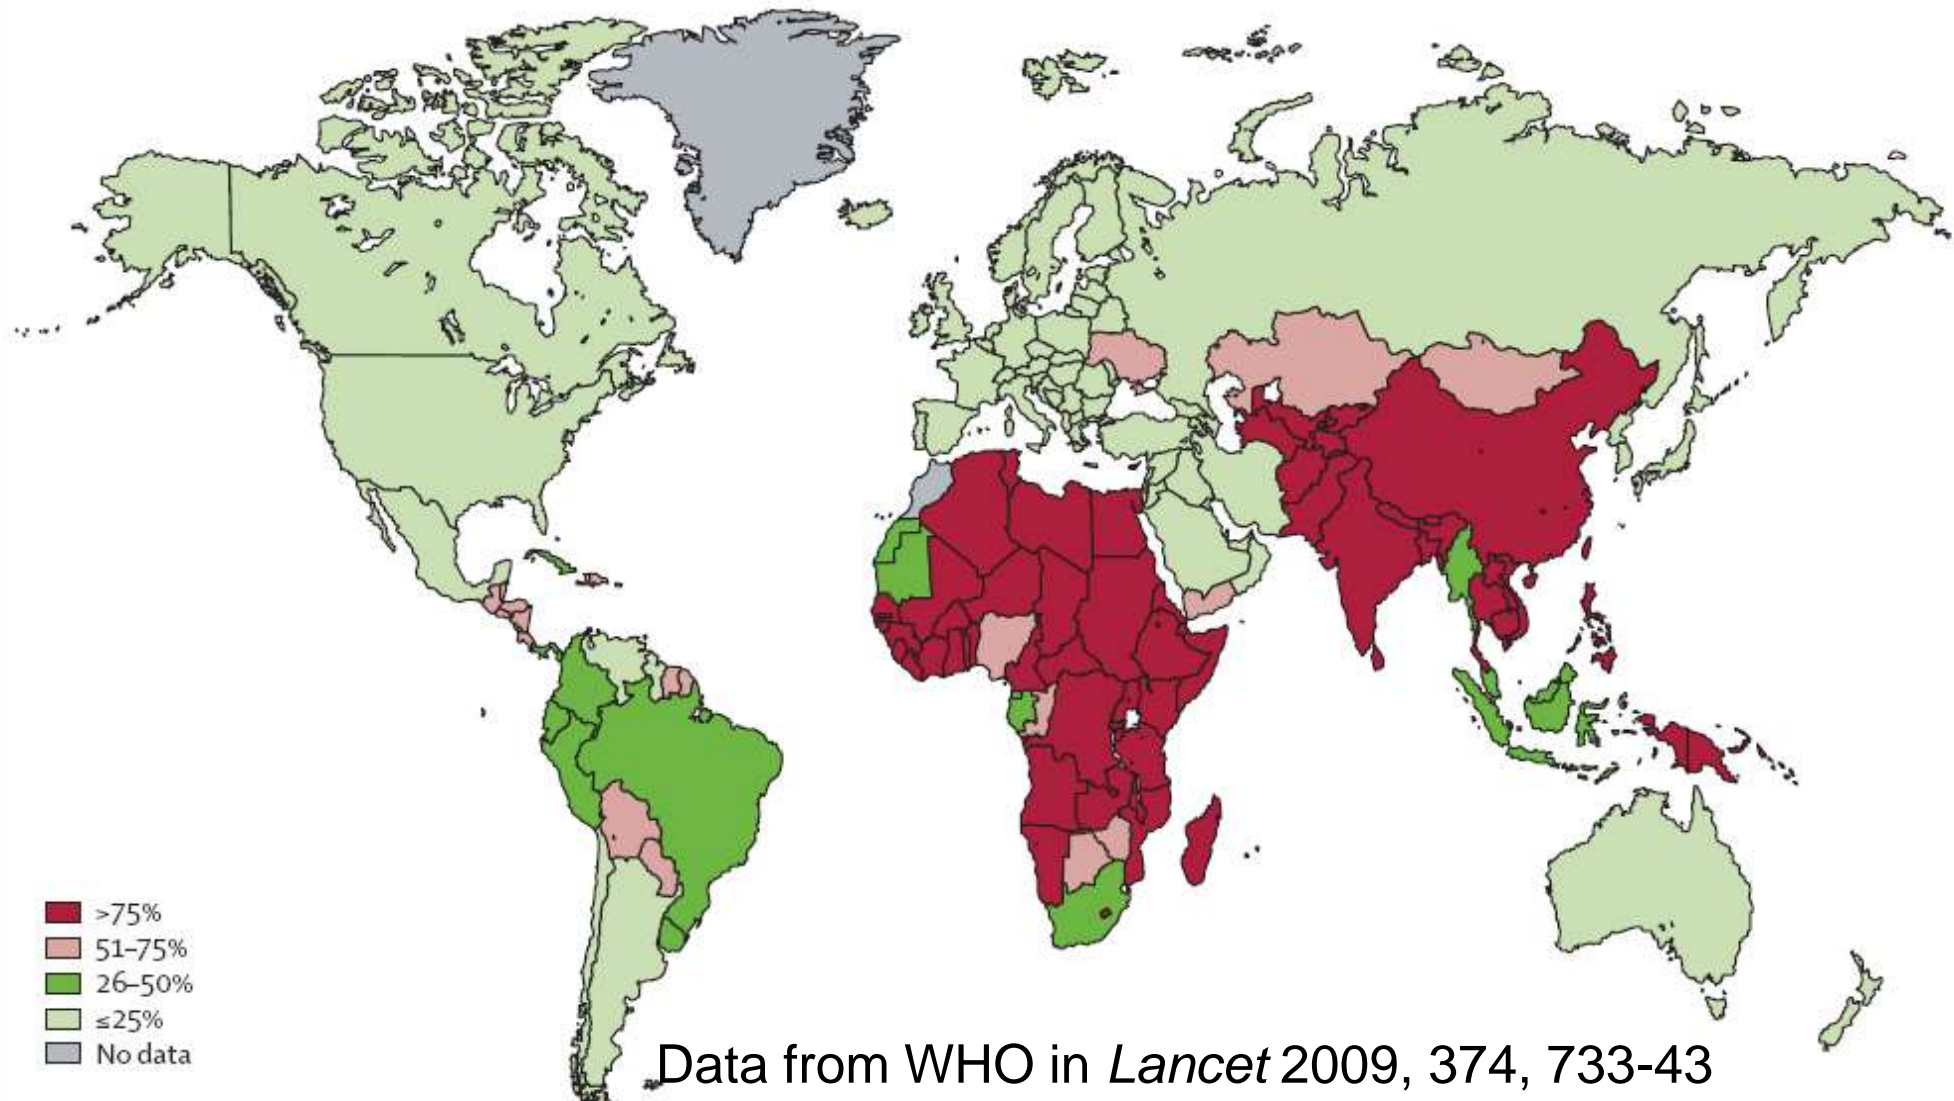 >75%
51–75%
26–50%
≤25%
No data
Data from WHO in Lancet 2009, 374, 733-43